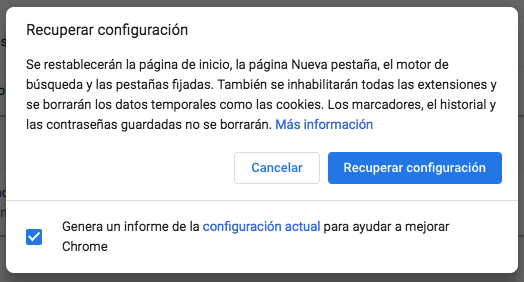 Recuperar configuración
Se restablecerán la página de inicio, la página Nueva pestaña, el motor de
búsqueda y las pestañas fijadas. También se inhabilitarán todas las extensiones y
se borrarán los datos temporales como las cookies. Los marcadores, el historial y
las contraseñas guardadas no se borrarán. Más información
Cancelar
Recuperar configuración
Genera un informe de la configuración actual para ayudar a mejorar
Chrome